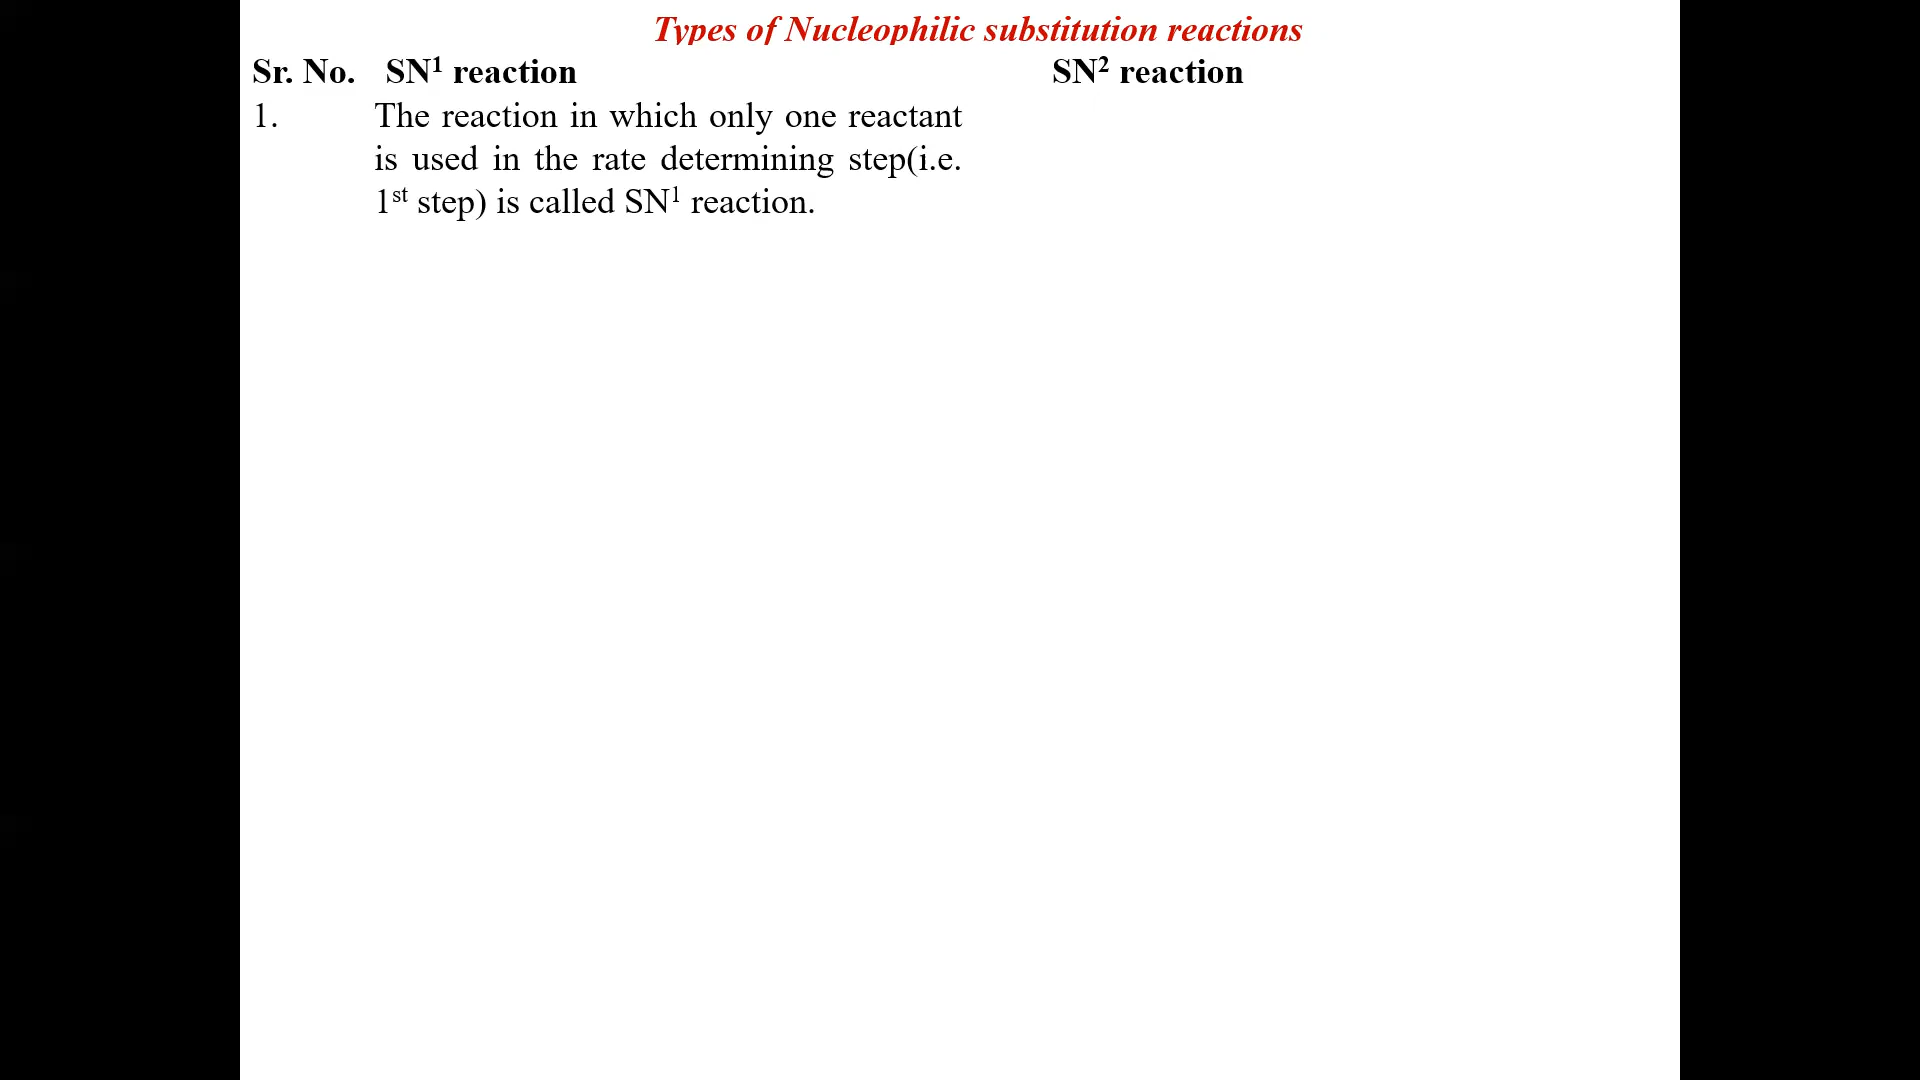 Types of Nucleophilic substitution reactions
Sr. No. SN¹ reaction SN² reaction
1. The reaction in which only one reactant
is used in the rate determining step(i.e.
1ˢᵗ step) is called SN¹ reaction.